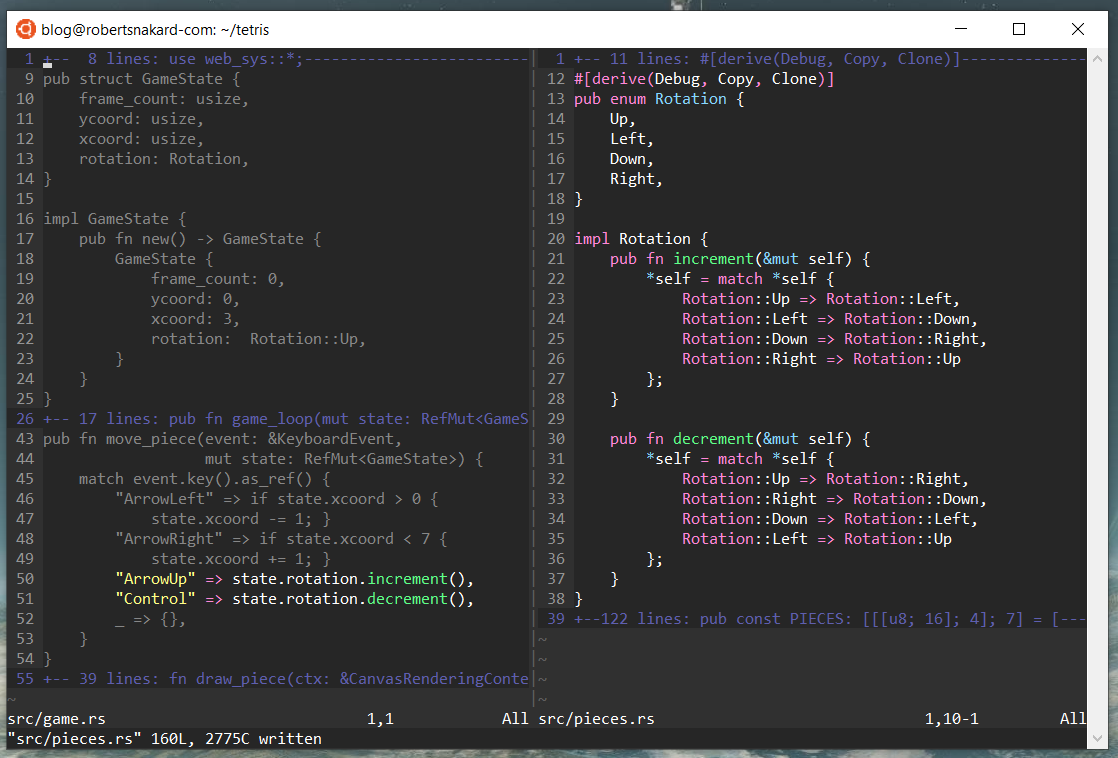 blog@robertsnakard-com: ~/tetris
1 +--  8 lines: use web_sys::*;-------------------------
9 pub struct GameState {
10     frame_count: usize,
11     ycoord: usize,
12     xcoord: usize,
13     rotation: Rotation,
14 }
15
16 impl GameState {
17     pub fn new() -> GameState {
18         GameState {
19             frame_count: 0,
20             ycoord: 0,
21             xcoord: 3,
22             rotation:  Rotation::Up,
23         }
24     }
25 }
26 +-- 17 lines: pub fn game_loop(mut state: RefMut<GameS
43 pub fn move_piece(event: &KeyboardEvent,
44                   mut state: RefMut<GameState>) {
45     match event.key().as_ref() {
46         "ArrowLeft" => if state.xcoord > 0 {
47             state.xcoord -= 1; }
48         "ArrowRight" => if state.xcoord < 7 {
49             state.xcoord += 1; }
50         "ArrowUp" => state.rotation.increment(),
51         "Control" => state.rotation.decrement(),
52         _ => {},
53     }
54 }
55 +-- 39 lines: fn draw_piece(ctx: &CanvasRenderingConte
~
src/game.rs 1,1 All
1 +-- 11 lines: #[derive(Debug, Copy, Clone)]--------------
12 #[derive(Debug, Copy, Clone)]
13 pub enum Rotation {
14     Up,
15     Left,
16     Down,
17     Right,
18 }
19
20 impl Rotation {
21     pub fn increment(&mut self) {
22         *self = match *self {
23             Rotation::Up => Rotation::Left,
24             Rotation::Left => Rotation::Down,
25             Rotation::Down => Rotation::Right,
26             Rotation::Right => Rotation::Up
27         };
28     }
29
30     pub fn decrement(&mut self) {
31         *self = match *self {
32             Rotation::Up => Rotation::Right,
33             Rotation::Right => Rotation::Down,
34             Rotation::Down => Rotation::Left,
35             Rotation::Left => Rotation::Up
36         };
37     }
38 }
39 +--122 lines: pub const PIECES: [[[u8; 16]; 4]; 7] = [---
~
~
~
~
src/pieces.rs 1,10-1 All
"src/pieces.rs" 160L, 2775C written